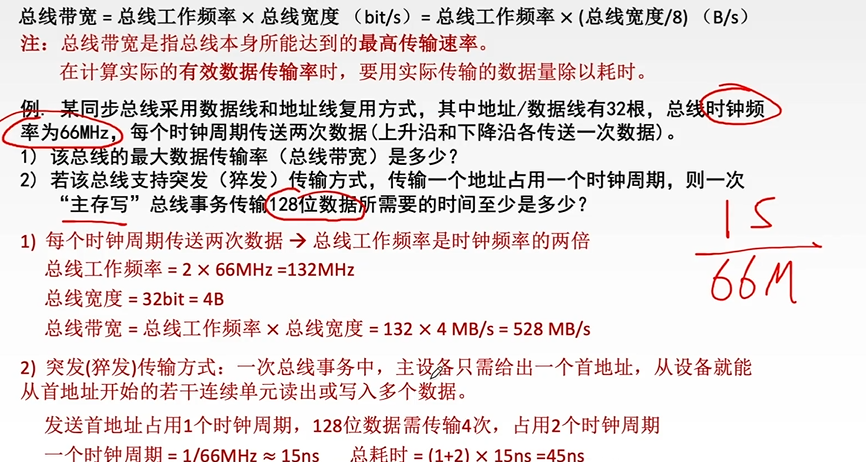 总线带宽 = 总线工作频率 × 总线宽度 （bit/s）= 总线工作频率 × (总线宽度/8) （B/s）
注：总线带宽是指总线本身所能达到的最高传输速率。
在计算实际的有效数据传输率时，要用实际传输的数据量除以耗时。
例. 某同步总线采用数据线和地址线复用方式，其中地址/数据线有32根，总线时钟频
率为66MHz，每个时钟周期传送两次数据(上升沿和下降沿各传送一次数据)。
1) 该总线的最大数据传输率（总线带宽）是多少？
2) 若该总线支持突发（猝发）传输方式，传输一个地址占用一个时钟周期，则一次
“主存写”总线事务传输128位数据所需要的时间至少是多少？
1S
66M
1) 每个时钟周期传送两次数据 → 总线工作频率是时钟频率的两倍
总线工作频率 = 2 × 66MHz =132MHz
总线宽度 = 32bit = 4B
总线带宽 = 总线工作频率 × 总线宽度 = 132 × 4 MB/s = 528 MB/s
2) 突发(猝发)传输方式：一次总线事务中，主设备只需给出一个首地址，从设备就能
从首地址开始的若干连续单元读出或写入多个数据。
发送首地址占用1个时钟周期，128位数据需传输4次，占用2个时钟周期
一个时钟周期 = 1/66MHz ≈ 15ns 总耗时 = (1+2) × 15ns =45ns